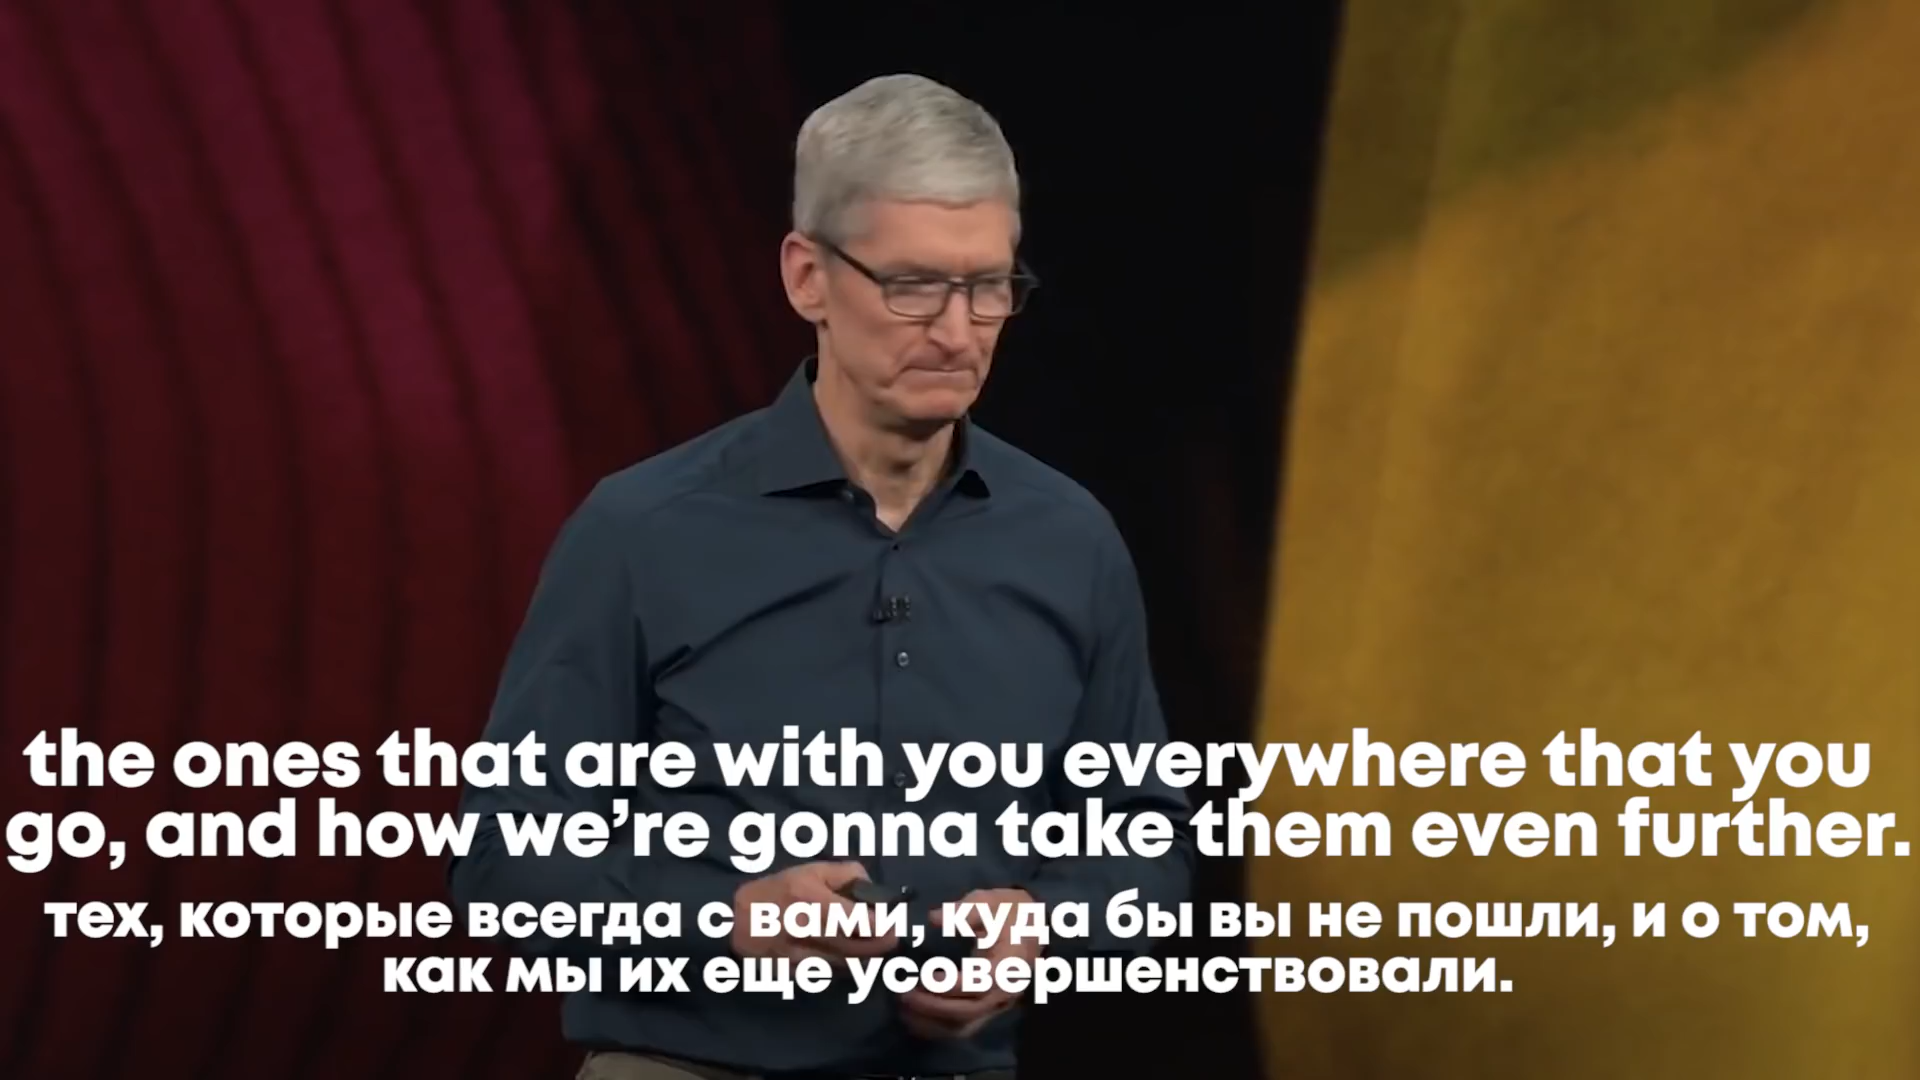 the ones that are with you everywhere that you
go, and how we’re gonna take them even further.
тех, которые всегда с вами, куда бы вы не пошли, и о том,
как мы их еще усовершенствовали.